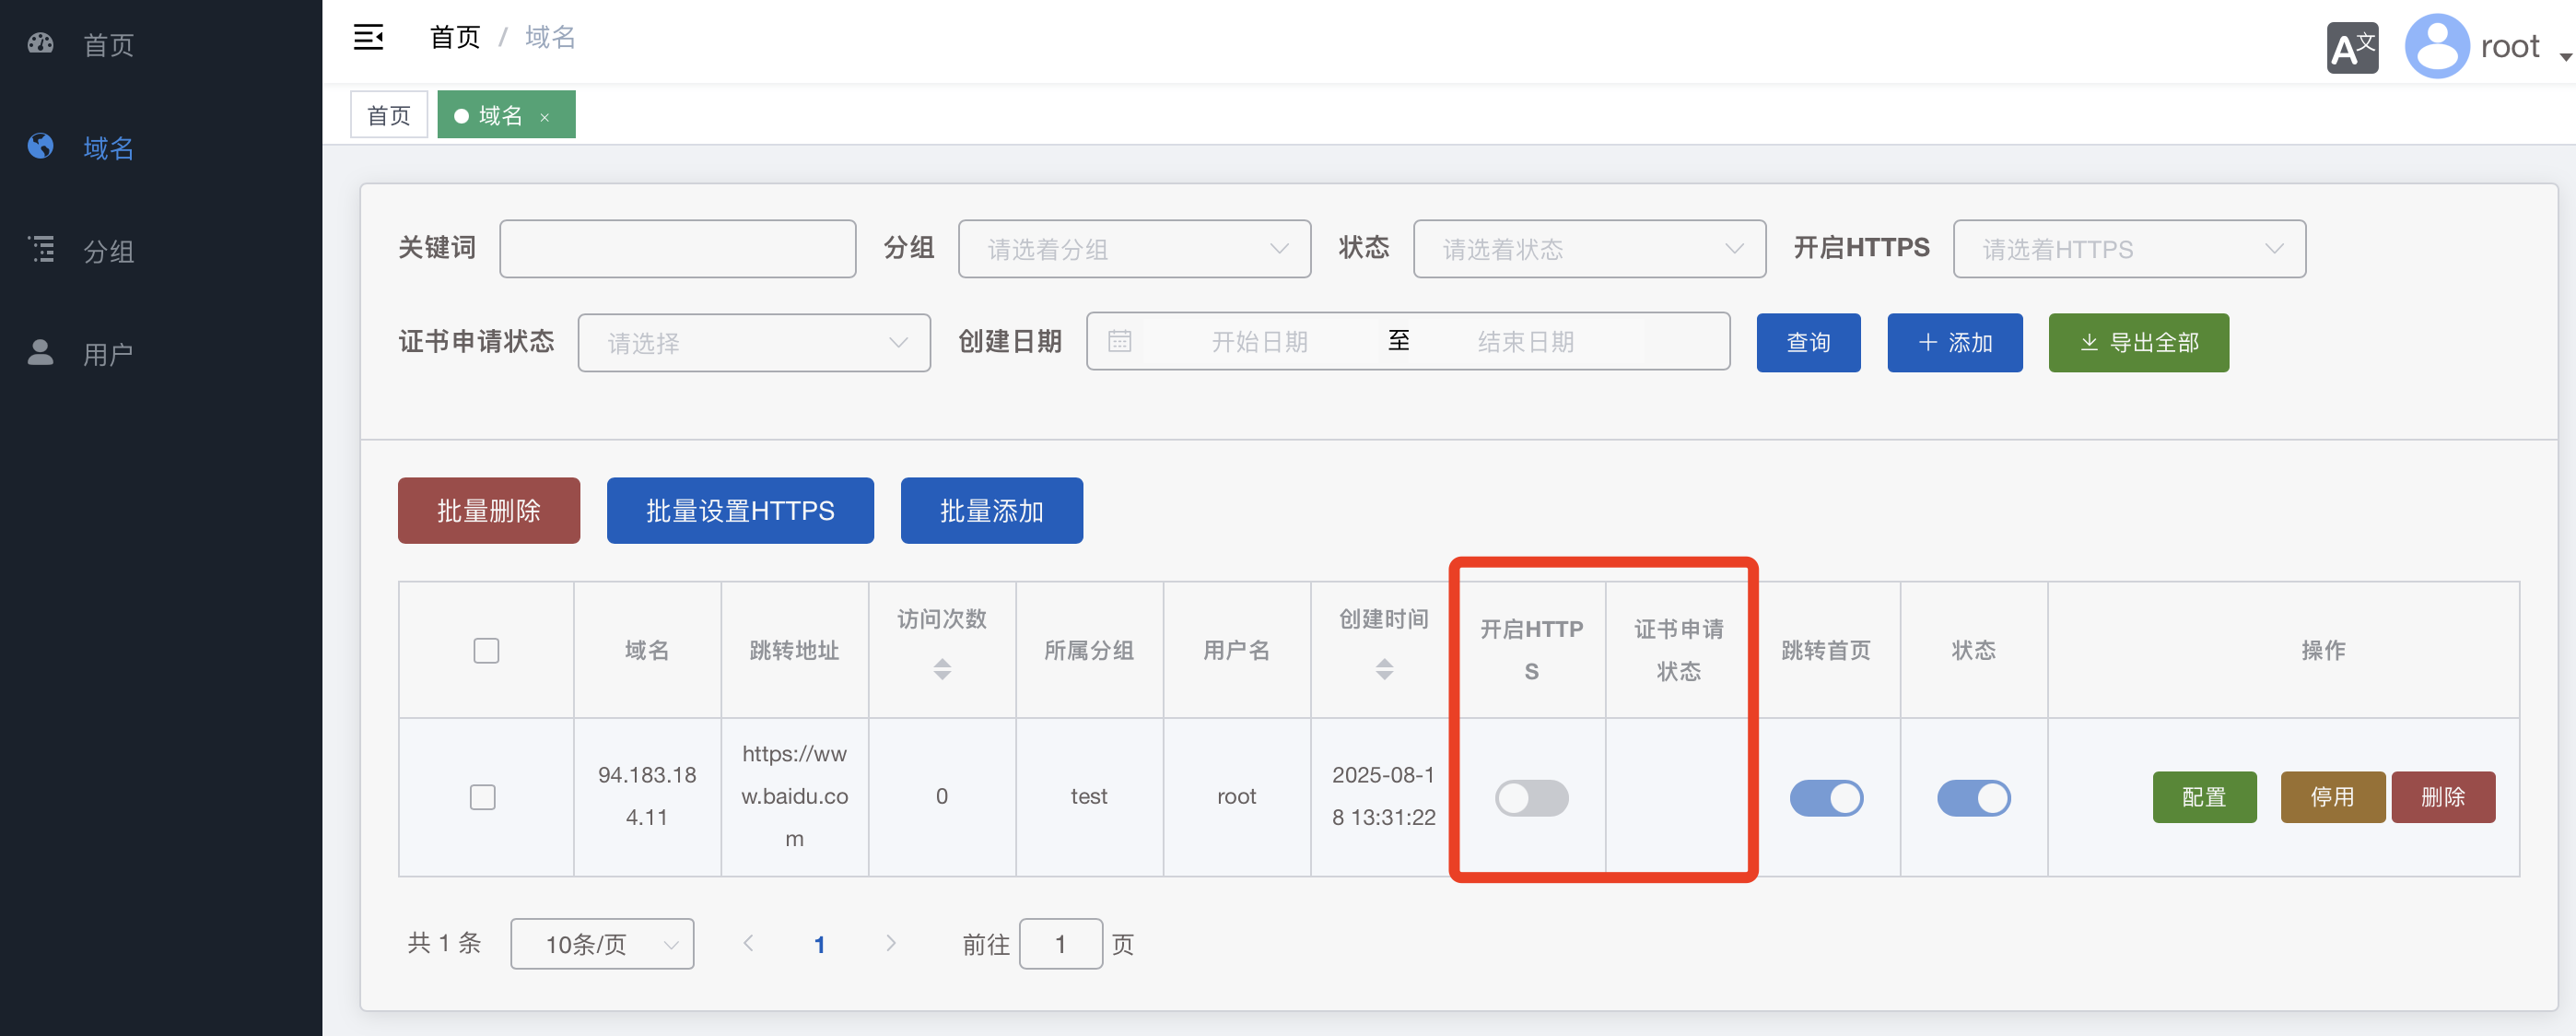 首页
域名
分组
用户
首页 / 域名
A文
root
首页
域名 ×
关键词
分组 请选着分组
状态 请选着状态
开启HTTPS 请选着HTTPS
证书申请状态 请选择
创建日期 开始日期 至 结束日期
查询
添加
导出全部
批量删除
批量设置HTTPS
批量添加
域名
跳转地址
访问次数
所属分组
用户名
创建时间
开启HTTP
S
证书申请
状态
跳转首页
状态
操作
94.183.18
4.11
https://ww
w.baidu.co
m
0
test
root
2025-08-1
8 13:31:22
配置
停用
删除
共 1 条
10条/页
1
前往 1 页